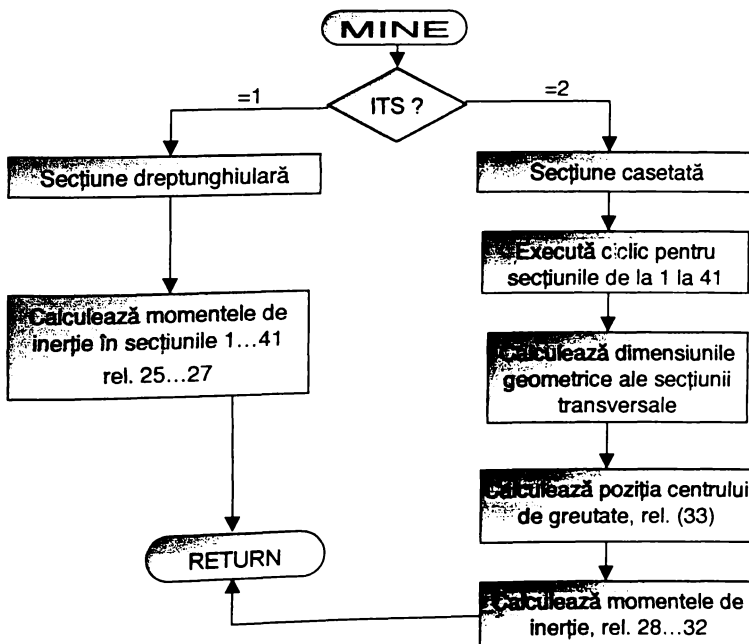 MINE
ITS ?
=1
=2
Secțiune dreptunghiulară
Calculează momentele de
inerție în secțiunile 1...41
rel. 25...27
Secțiune casetată
Execută ciclic pentru
secțiunile de la 1 la 41
Calculează dimensiunile
geometrice ale secțiunii
transversale
Calculează poziția centrului
de greutate, rel. (33)
Calculează momentele de
inerție, rel. 28...32
RETURN